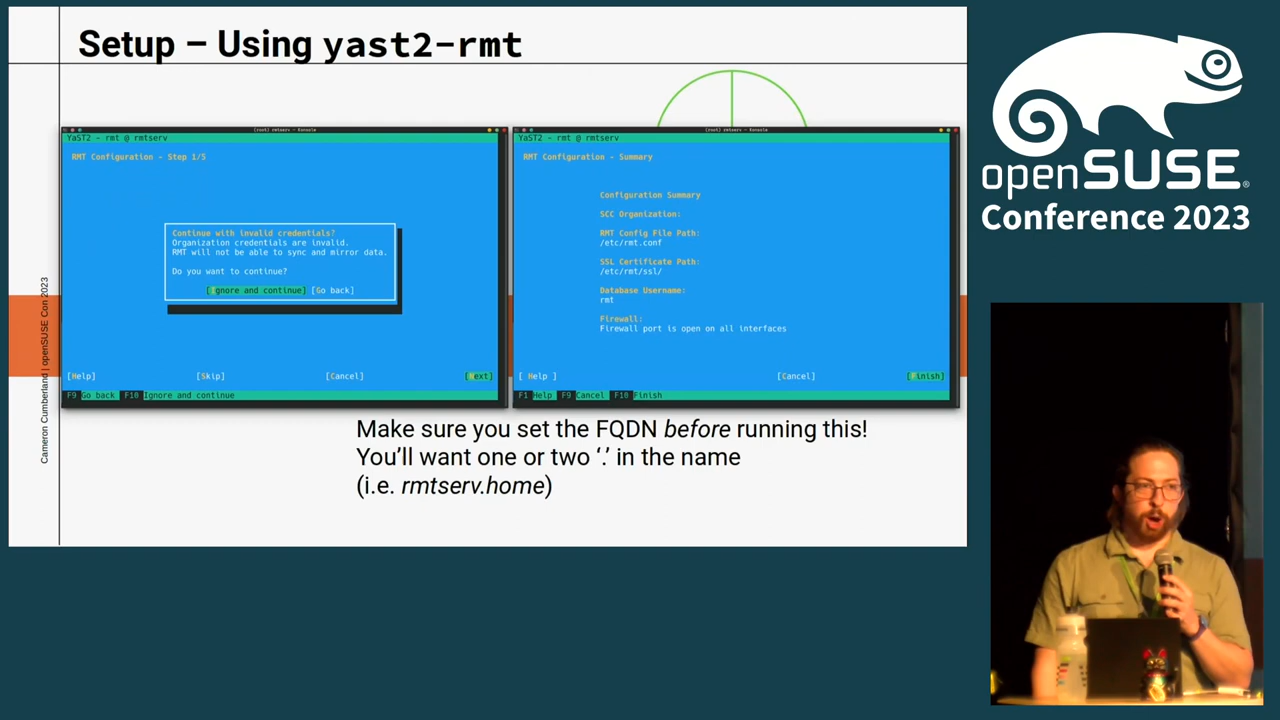 Setup – Using yast2-rmt
[root] rmtserv — Konsole
YaST2 - rmt @ rmtserv
RMT Configuration - Step 1/5
Continue with invalid credentials?
Organization credentials are invalid.
RMT will not be able to sync and mirror data.
Do you want to continue?
[Ignore and continue] [Go back]
[Help] [Skip] [Cancel] [Next]
F9 Go back F10 Ignore and continue
[root] rmtserv — Konsole
YaST2 - rmt @ rmtserv
RMT Configuration - Summary
Configuration Summary
SCC Organization:
RMT Config File Path:
/etc/rmt.conf
SSL Certificate Path:
/etc/rmt/ssl/
Database Username:
rmt
Firewall:
Firewall port is open on all interfaces
[ Help ] [Cancel] [Finish]
F1 Help F9 Cancel F10 Finish
Make sure you set the FQDN before running this!
You’ll want one or two ‘.’ in the name
(i.e. rmtserv.home)
Cameron Cumberland | openSUSE Con 2023
openSUSE®
Conference 2023